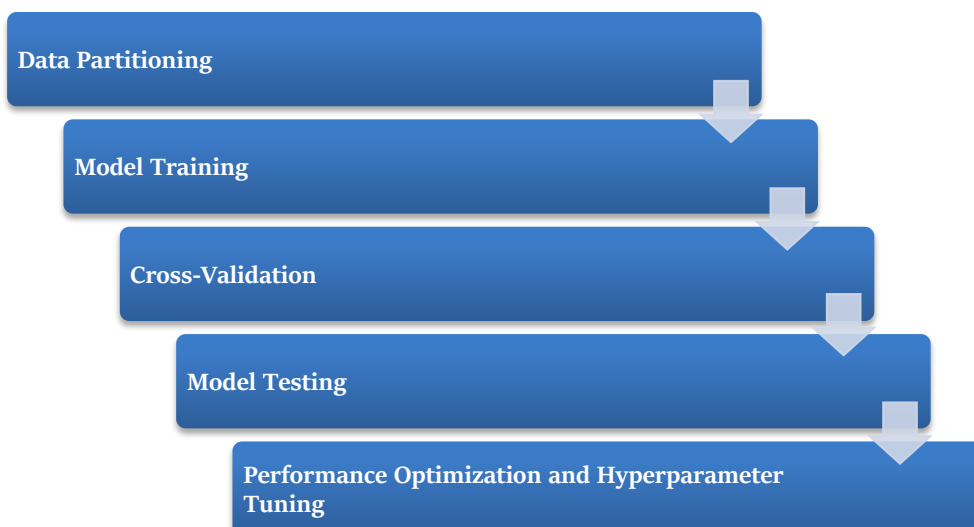 Data Partitioning
Model Training
Cross-Validation
Model Testing
Performance Optimization and Hyperparameter
Tuning